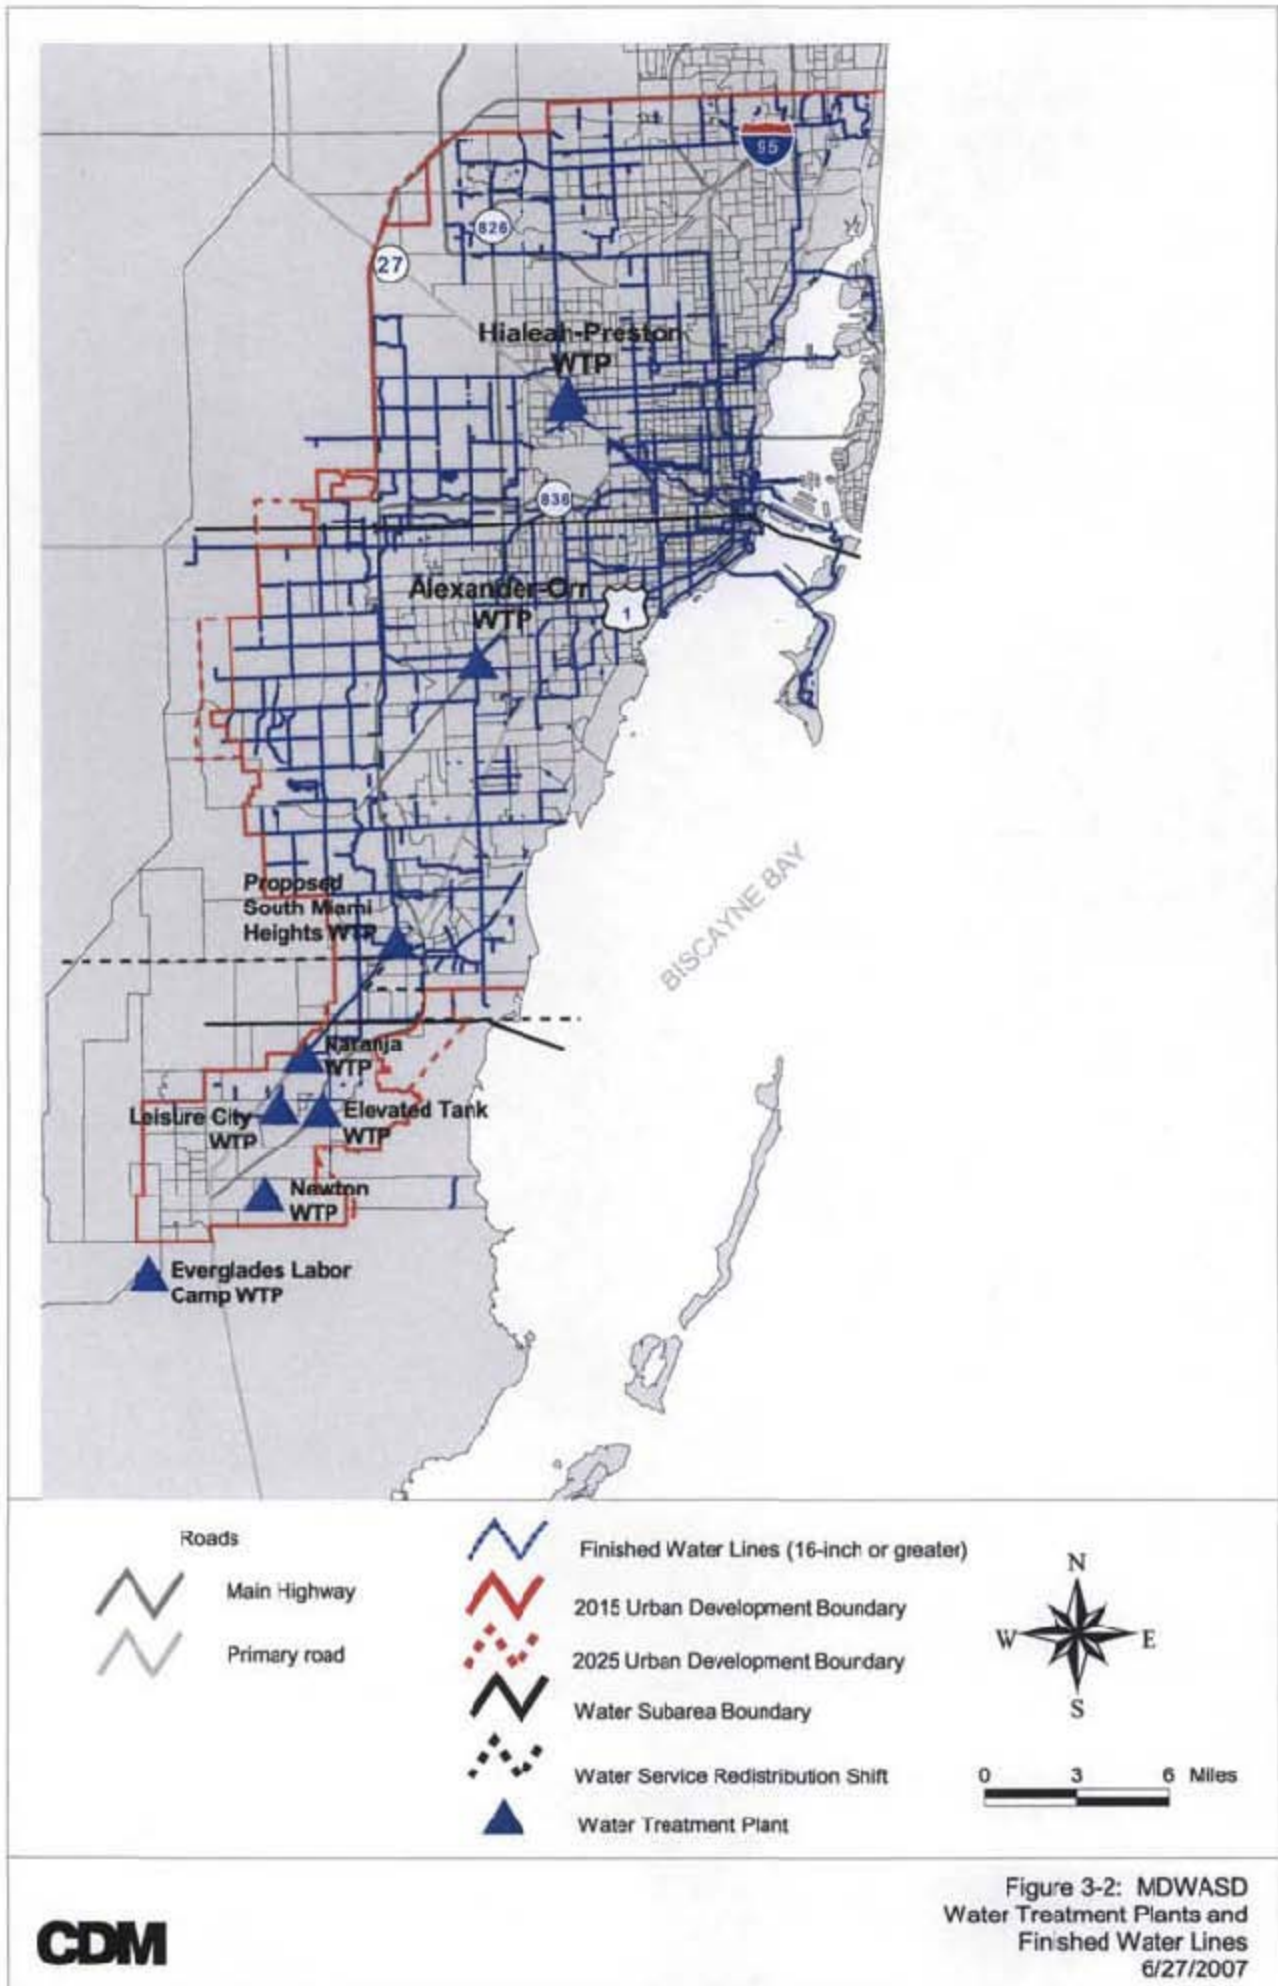 95
826
27
Hialeah-Preston
WTP
836
Alexander-Orr
WTP
1
Proposed
South Miami
Heights WTP
BISCAYNE BAY
Naranja
WTP
Leisure City
WTP
Elevated Tank
WTP
Newton
WTP
Everglades Labor
Camp WTP
Roads
Main Highway
Primary road
Finished Water Lines (16-inch or greater)
2015 Urban Development Boundary
2025 Urban Development Boundary
Water Subarea Boundary
Water Service Redistribution Shift
Water Treatment Plant
N
W E
S
0 3 6 Miles
CDM
Figure 3-2: MDWASD
Water Treatment Plants and
Finished Water Lines
6/27/2007